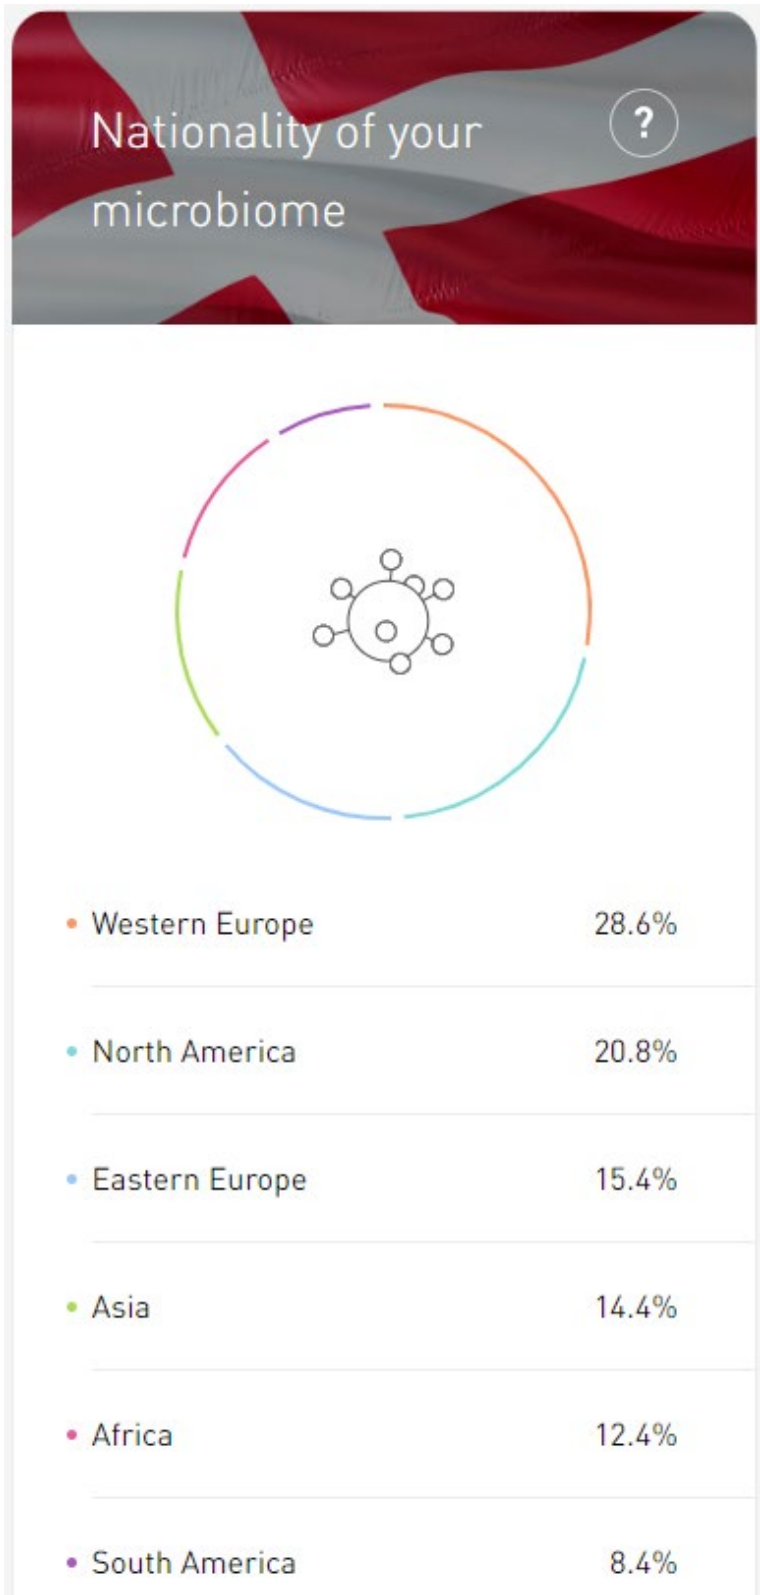 Nationality of your
?
microbiome
Western Europe 28.6%
North America 20.8%
Eastern Europe 15.4%
Asia 14.4%
Africa 12.4%
South America 8.4%